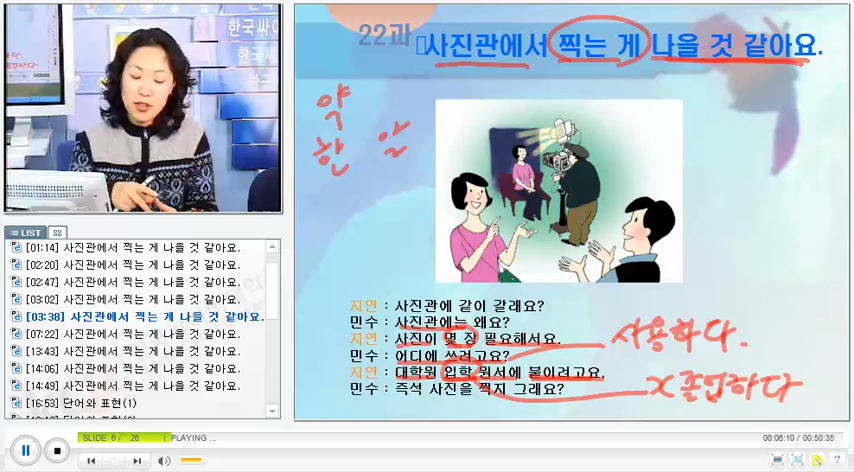 한국싸이
한국
22과 사진관에서 찍는 게 나을 것 같아요.
약 한 알
지연 : 사진관에 같이 갈래요?
민수 : 사진관에는 왜요?
지연 : 사진이 몇 장 필요해서요.
민수 : 어디에 쓰려고요?
지연 : 대학원 입학 원서에 붙이려고요.
민수 : 즉석 사진을 찍지 그래요?
사용하다.
x 졸업하다
LIST
[01:14] 사진관에서 찍는 게 나을 것 같아요.
[02:20] 사진관에서 찍는 게 나을 것 같아요.
[02:47] 사진관에서 찍는 게 나을 것 같아요.
[03:02] 사진관에서 찍는 게 나을 것 같아요.
[03:38] 사진관에서 찍는 게 나을 것 같아요.
[07:22] 사진관에서 찍는 게 나을 것 같아요.
[13:43] 사진관에서 찍는 게 나을 것 같아요.
[14:06] 사진관에서 찍는 게 나을 것 같아요.
[14:49] 사진관에서 찍는 게 나을 것 같아요.
[16:53] 단어와 표현(1)
SLIDE 6 / 26 PLAYING ...
00:06:10 / 00:50:35